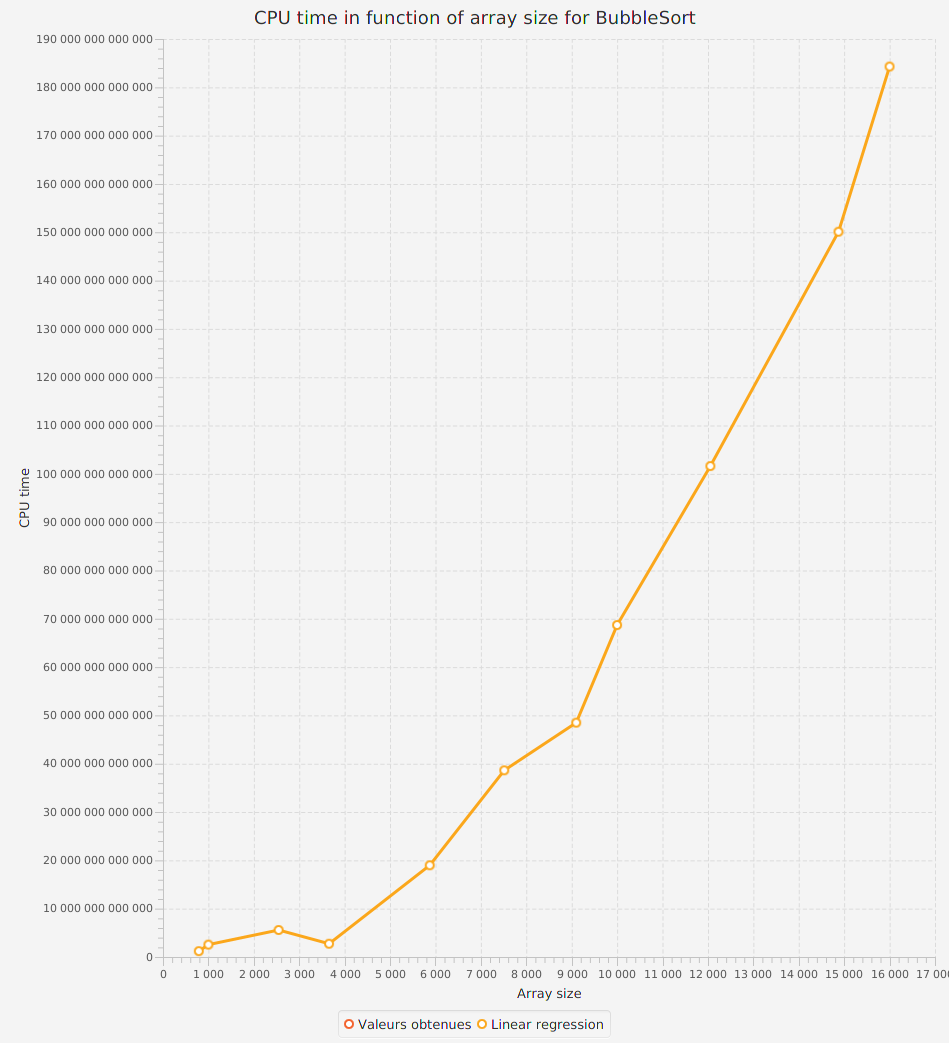 CPU time in function of array size for BubbleSort
190 000 000 000 000
180 000 000 000 000
170 000 000 000 000
160 000 000 000 000
150 000 000 000 000
140 000 000 000 000
130 000 000 000 000
120 000 000 000 000
110 000 000 000 000
100 000 000 000 000
90 000 000 000 000
80 000 000 000 000
70 000 000 000 000
60 000 000 000 000
50 000 000 000 000
40 000 000 000 000
30 000 000 000 000
20 000 000 000 000
10 000 000 000 000
0
CPU time
0 1 000 2 000 3 000 4 000 5 000 6 000 7 000 8 000 9 000 10 000 11 000 12 000 13 000 14 000 15 000 16 000 17 00
Array size
Valeurs obtenues Linear regression